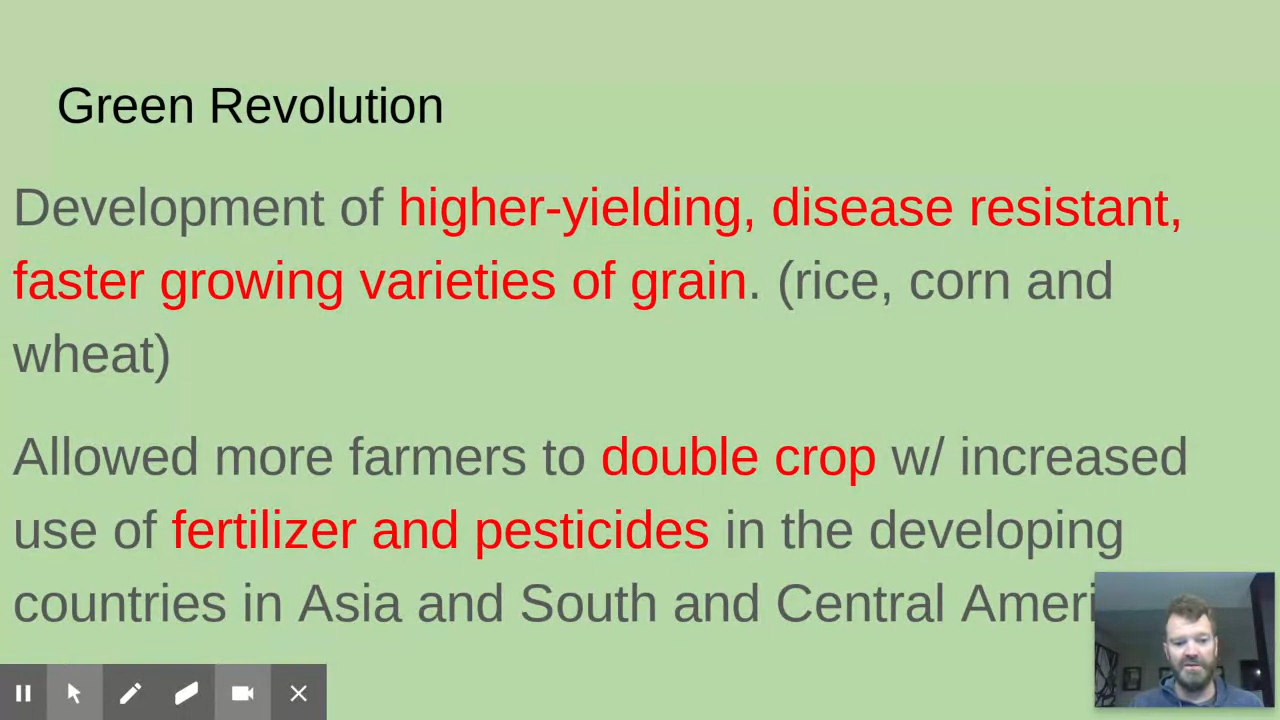 Green Revolution
Development of higher-yielding, disease resistant,
faster growing varieties of grain. (rice, corn and
wheat)
Allowed more farmers to double crop w/ increased
use of fertilizer and pesticides in the developing
countries in Asia and South and Central Ameri